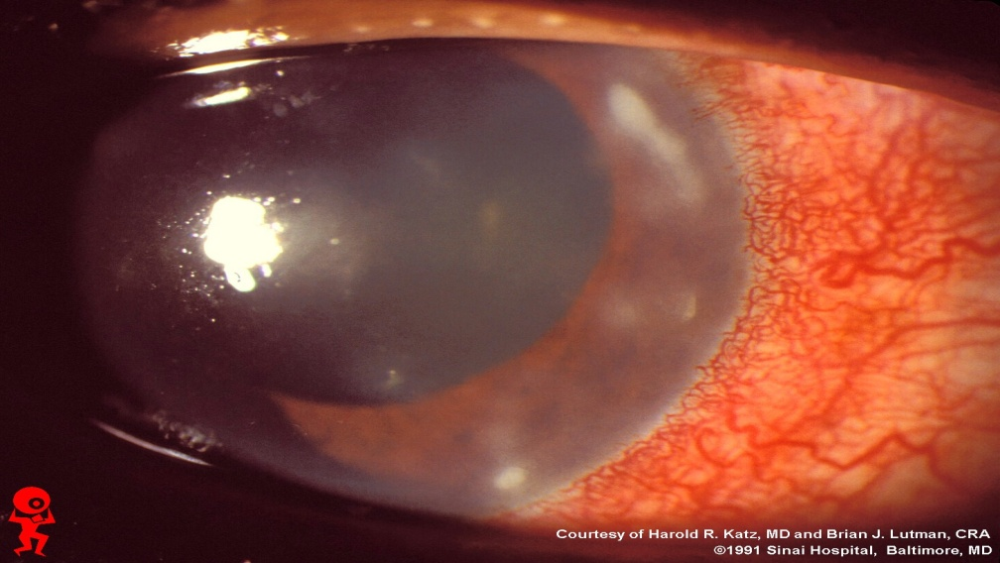 Courtesy of Harold R. Katz, MD and Brian J. Lutman, CRA
©1991 Sinai Hospital, Baltimore, MD